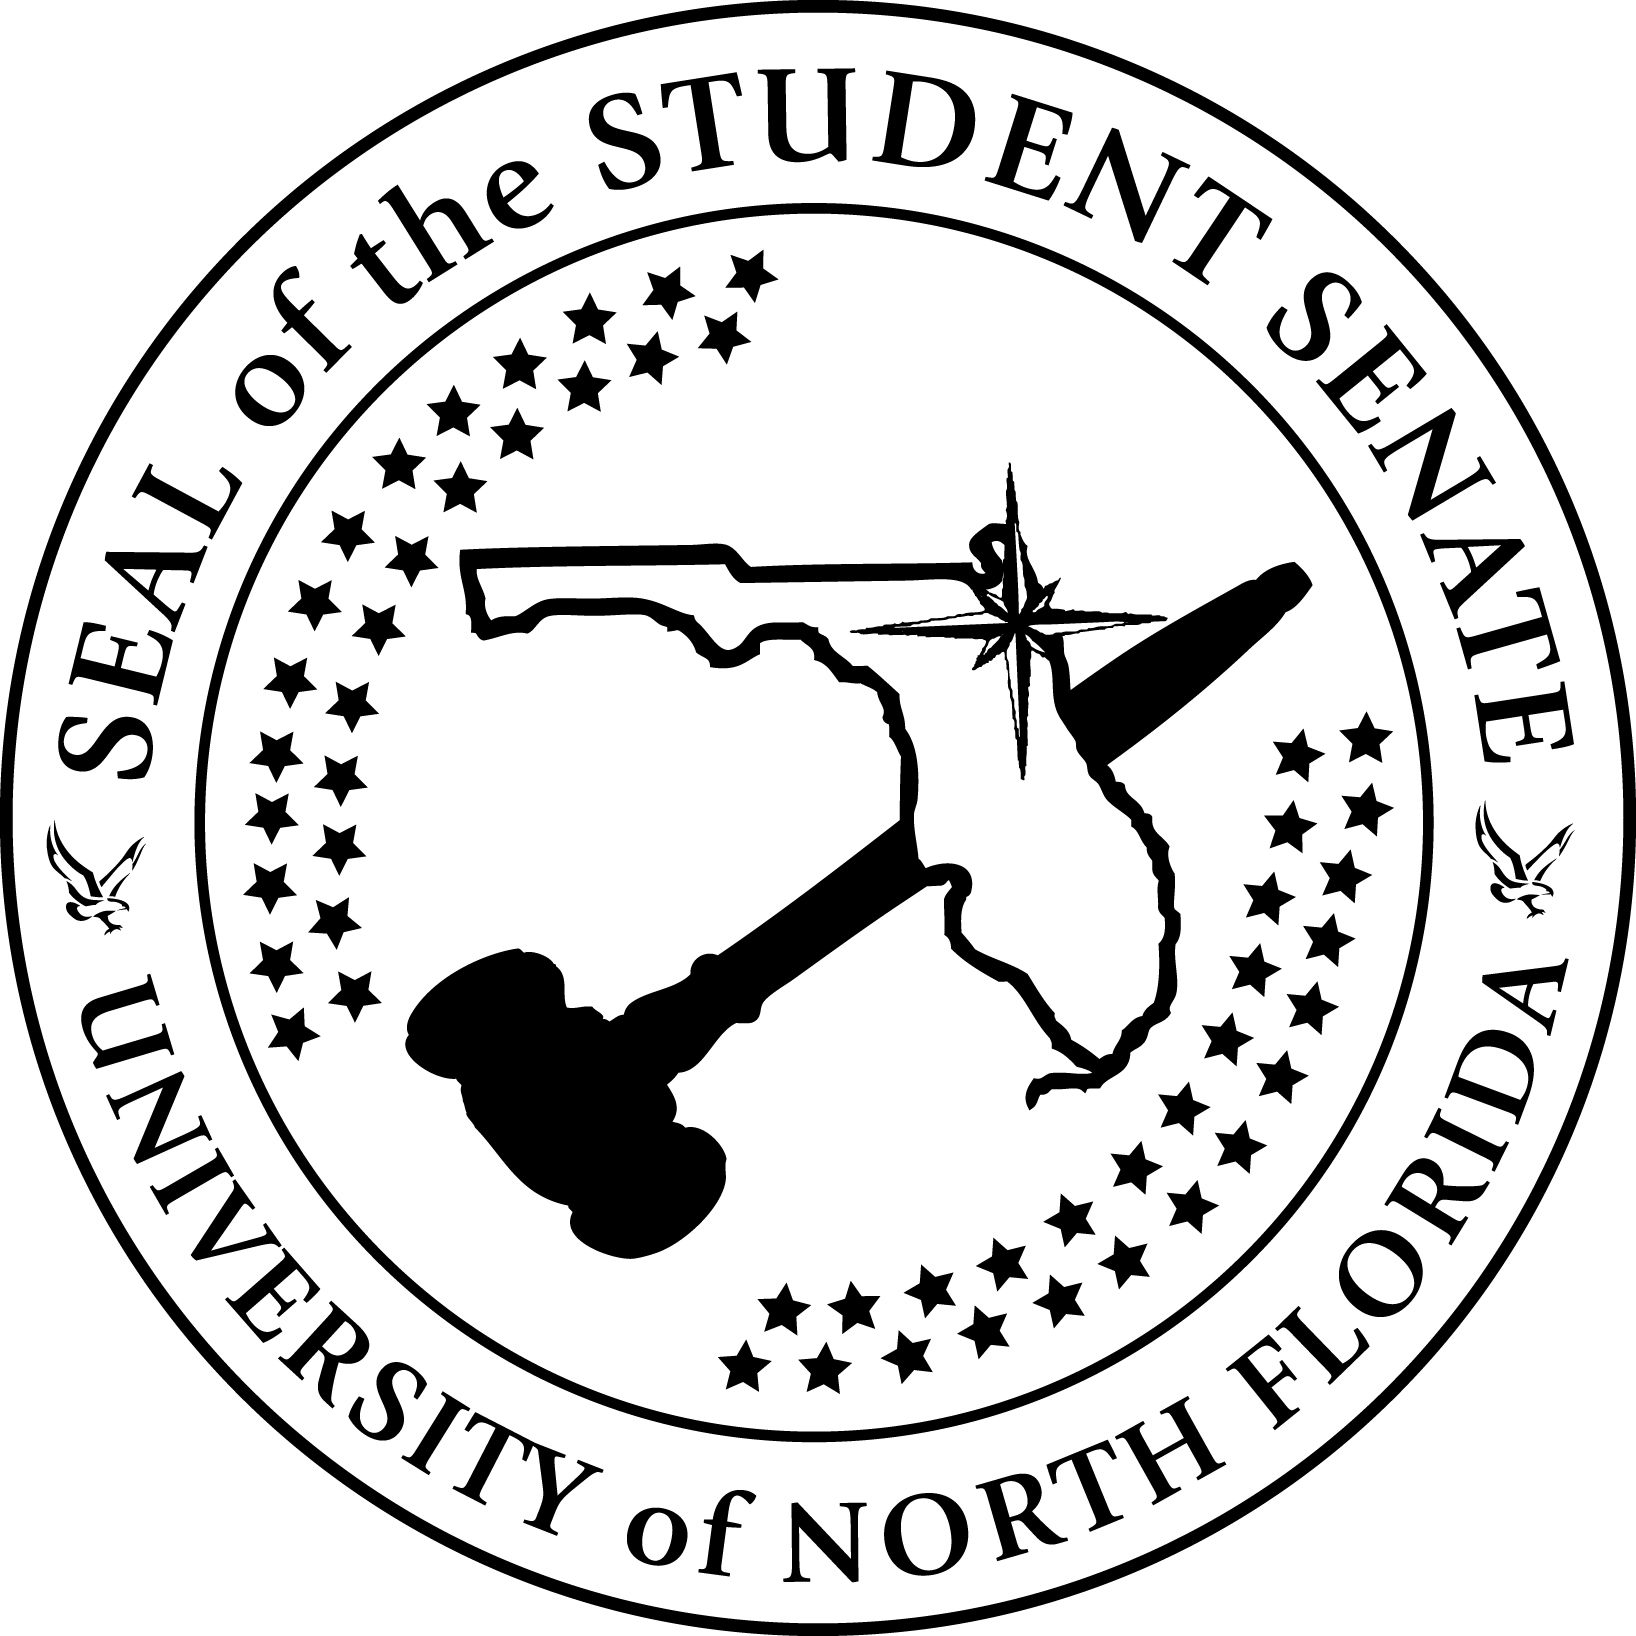 SEAL of the STUDENT SENATE
UNIVERSITY of NORTH FLORIDA